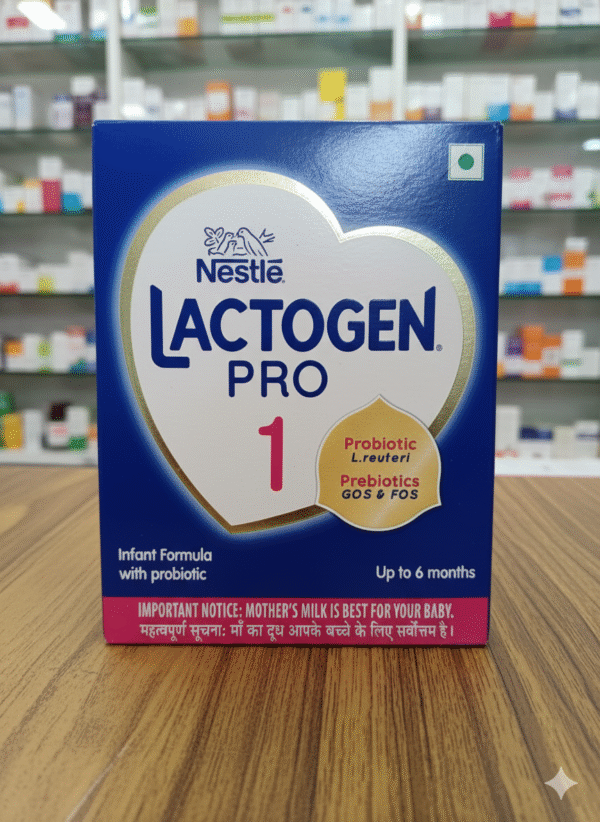 Nestlé
LACTOGEN
PRO
1
Probiotic
L.reuteri
Prebiotics
GOS & FOS
Infant Formula
with probiotic
Up to 6 months
IMPORTANT NOTICE: MOTHER'S MILK IS BEST FOR YOUR BABY.
महत्वपूर्ण सूचना: माँ का दूध आपके बच्चे के लिए सर्वोत्तम है।